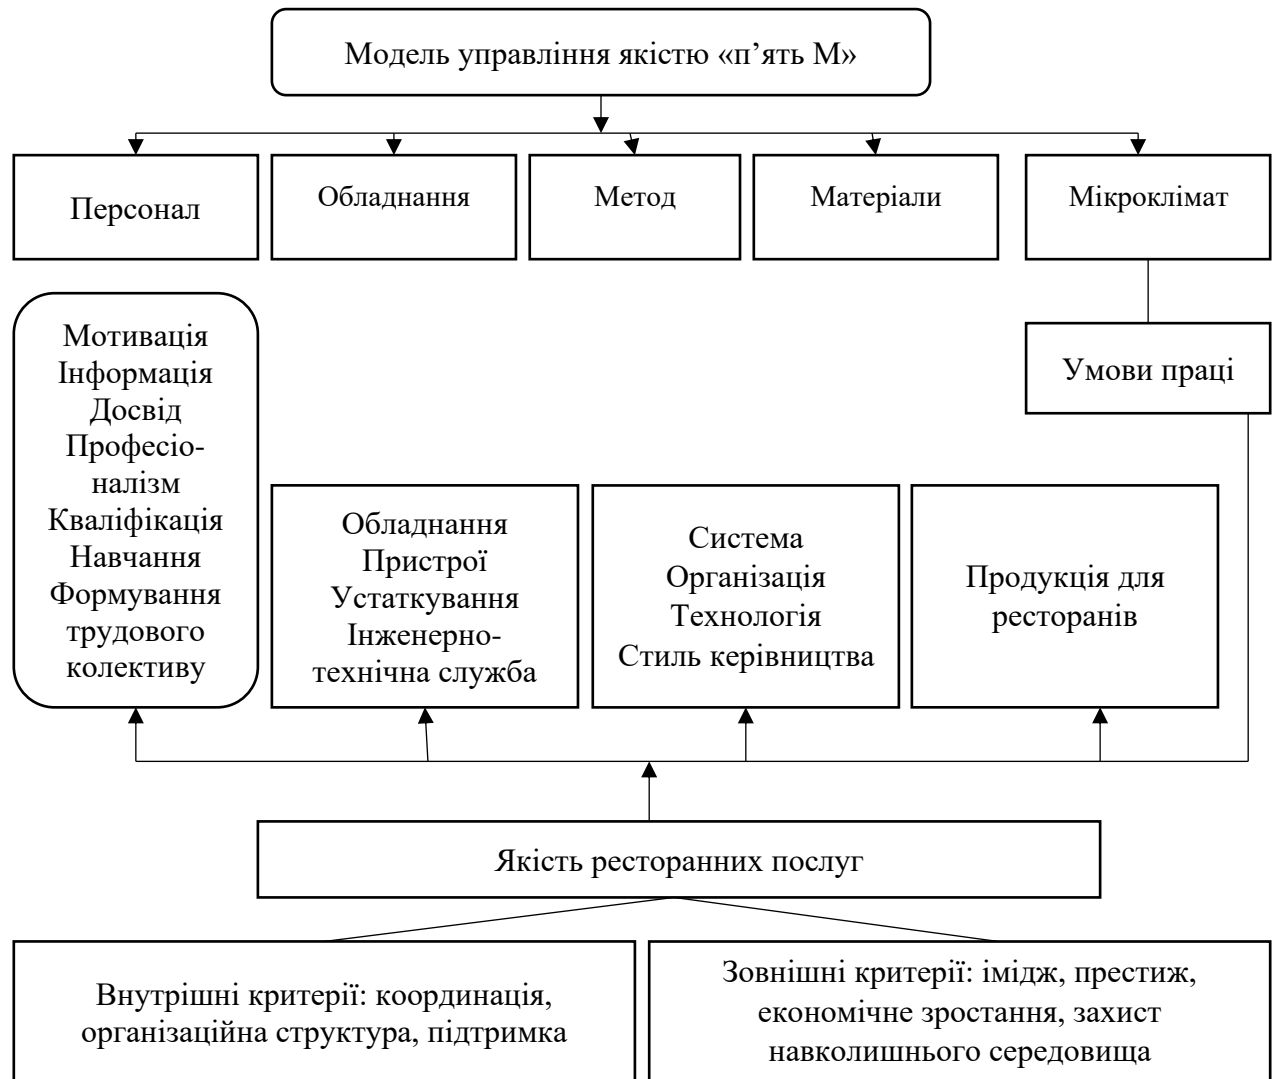 Модель управління якістю «п’ять М»
Персонал
Обладнання
Метод
Матеріали
Мікроклімат
Мотивація
Інформація
Досвід
Професіо-
налізм
Кваліфікація
Навчання
Формування
трудового
колективу
Умови праці
Обладнання
Пристрої
Устаткування
Інженерно-
технічна служба
Система
Організація
Технологія
Стиль керівництва
Продукція для
ресторанів
Якість ресторанних послуг
Внутрішні критерії: координація,
організаційна структура, підтримка
Зовнішні критерії: імідж, престиж,
економічне зростання, захист
навколишнього середовища